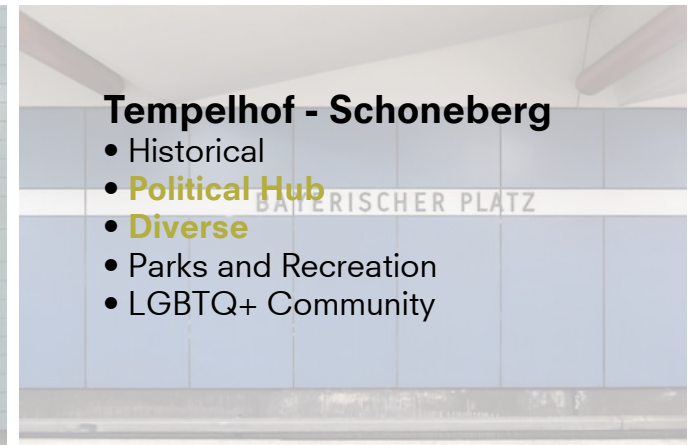 Tempelhof - Schoneberg
• Historical
• Political Hub
BAYERISCHER PLATZ
• Diverse
• Parks and Recreation
• LGBTQ+ Community